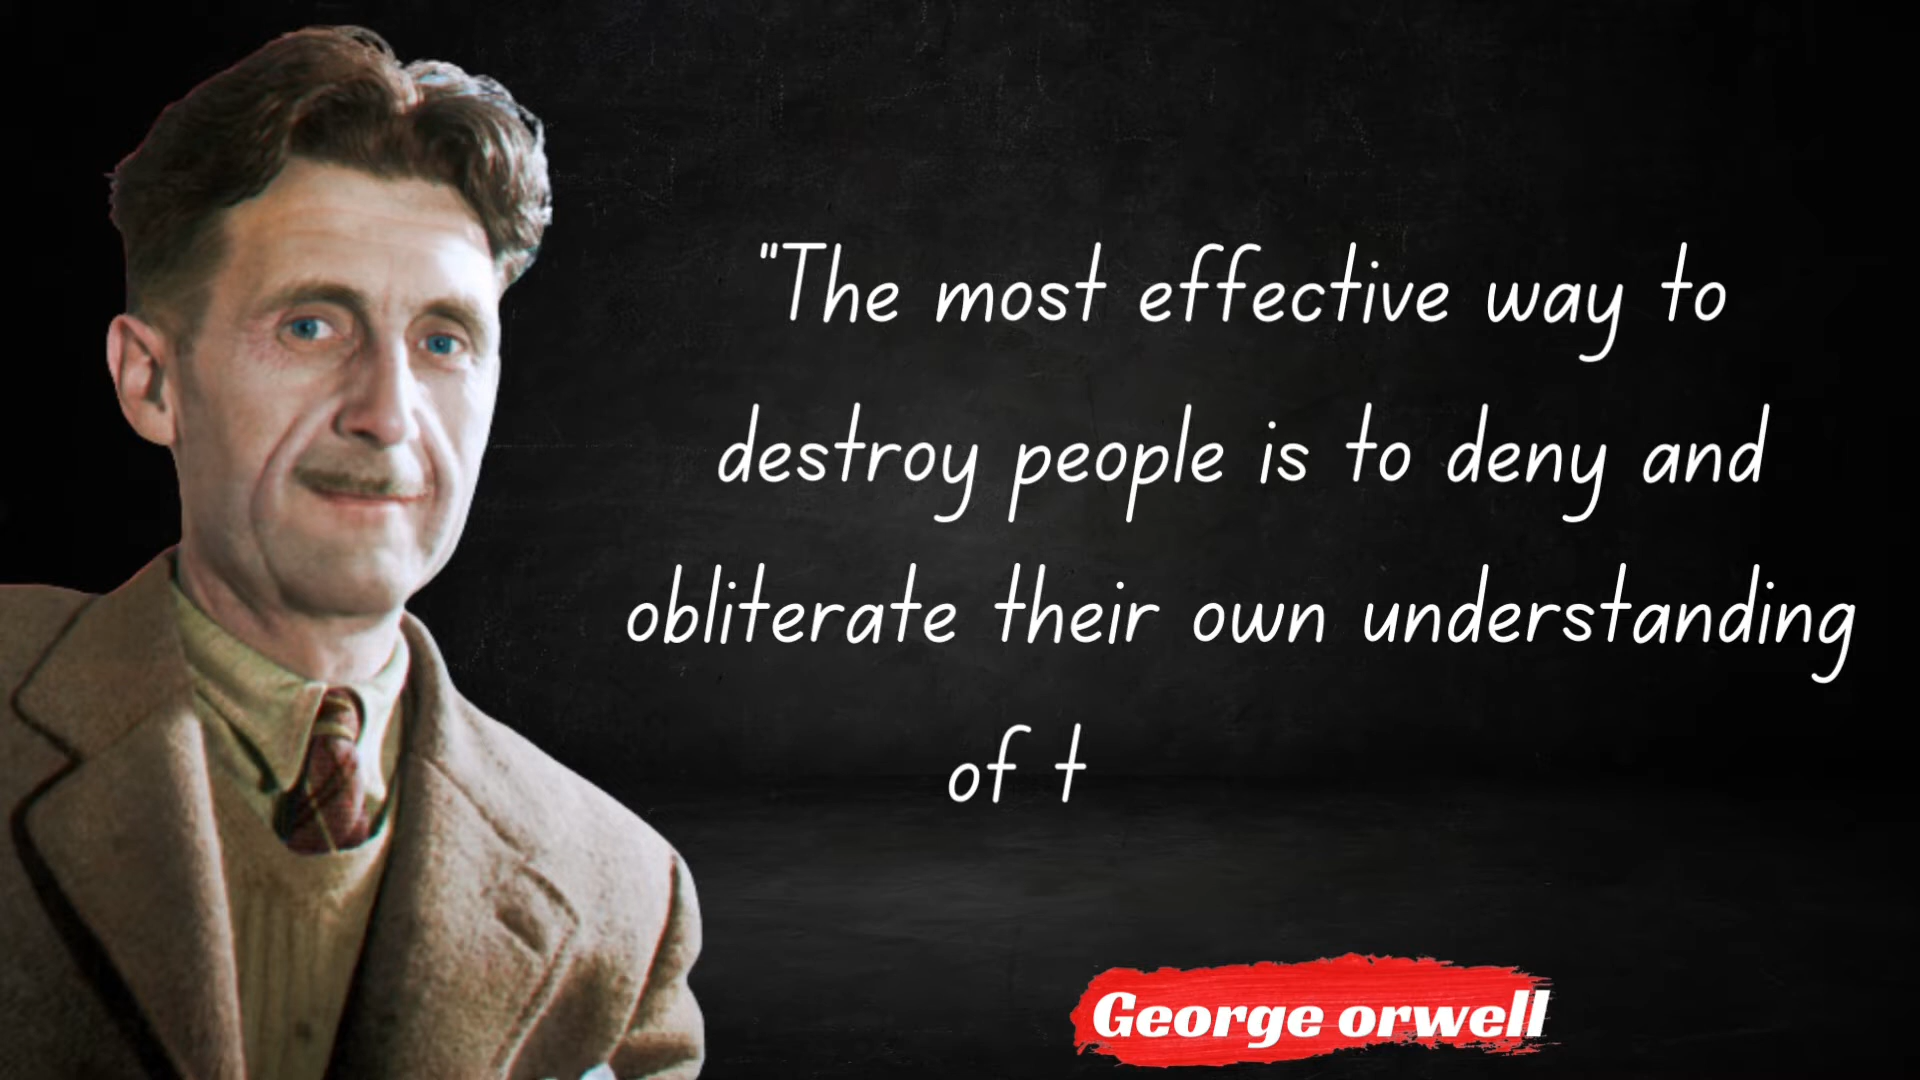 "The most effective way to
destroy people is to deny and
obliterate their own understanding
of t
George orwell